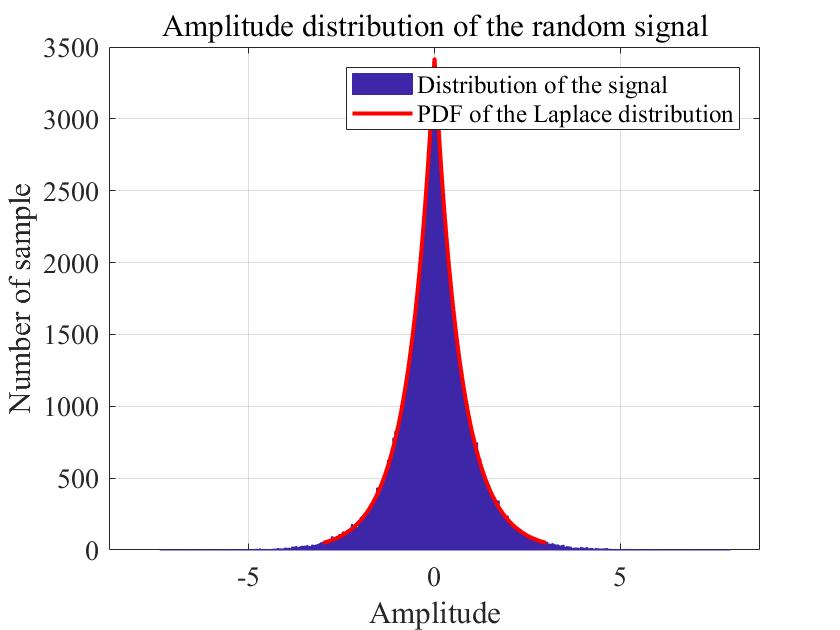 Amplitude distribution of the random signal
3500
3000
2500
2000
1500
1000
500
0
Number of sample
Distribution of the signal
PDF of the Laplace distribution
-5
0
5
Amplitude